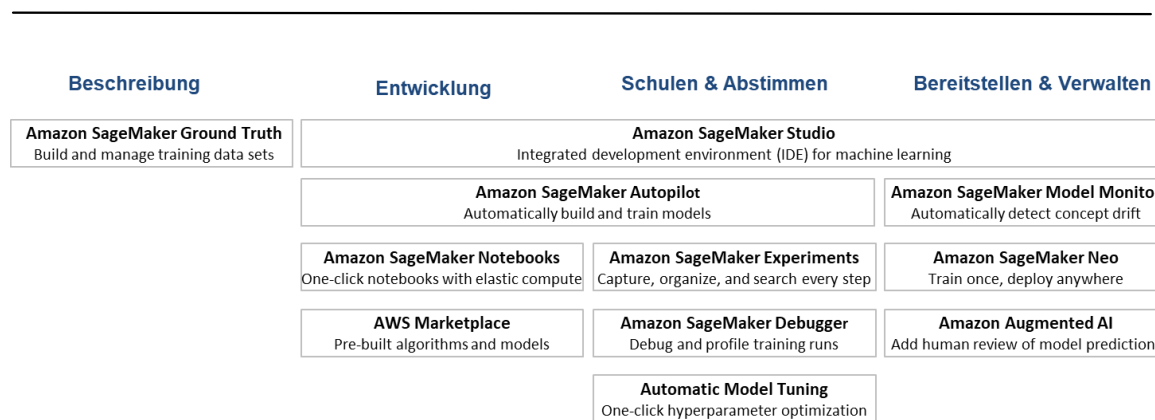 Beschreibung
Entwicklung
Schulen & Abstimmen
Bereitstellen & Verwalten
Amazon SageMaker Ground Truth
Build and manage training data sets
Amazon SageMaker Studio
Integrated development environment (IDE) for machine learning
Amazon SageMaker Autopilot
Automatically build and train models
Amazon SageMaker Model Monito
Automatically detect concept drift
Amazon SageMaker Notebooks
One-click notebooks with elastic compute
Amazon SageMaker Experiments
Capture, organize, and search every step
Amazon SageMaker Neo
Train once, deploy anywhere
AWS Marketplace
Pre-built algorithms and models
Amazon SageMaker Debugger
Debug and profile training runs
Amazon Augmented AI
Add human review of model prediction
Automatic Model Tuning
One-click hyperparameter optimization